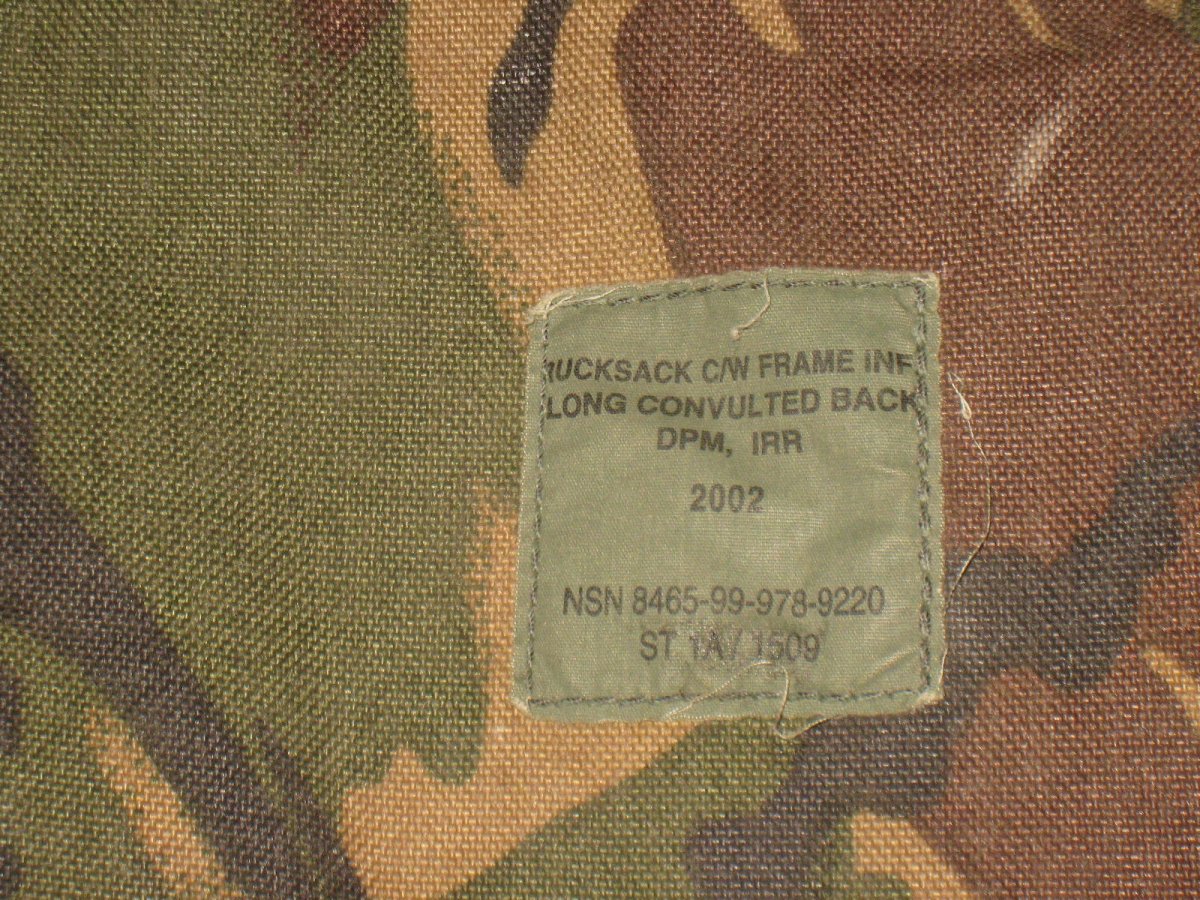 RUCKSACK C/W FRAME INF
LONG CONVULTED BACK
DPM, IRR
2002
NSN 8465-99-978-9220
ST 1A / 1509